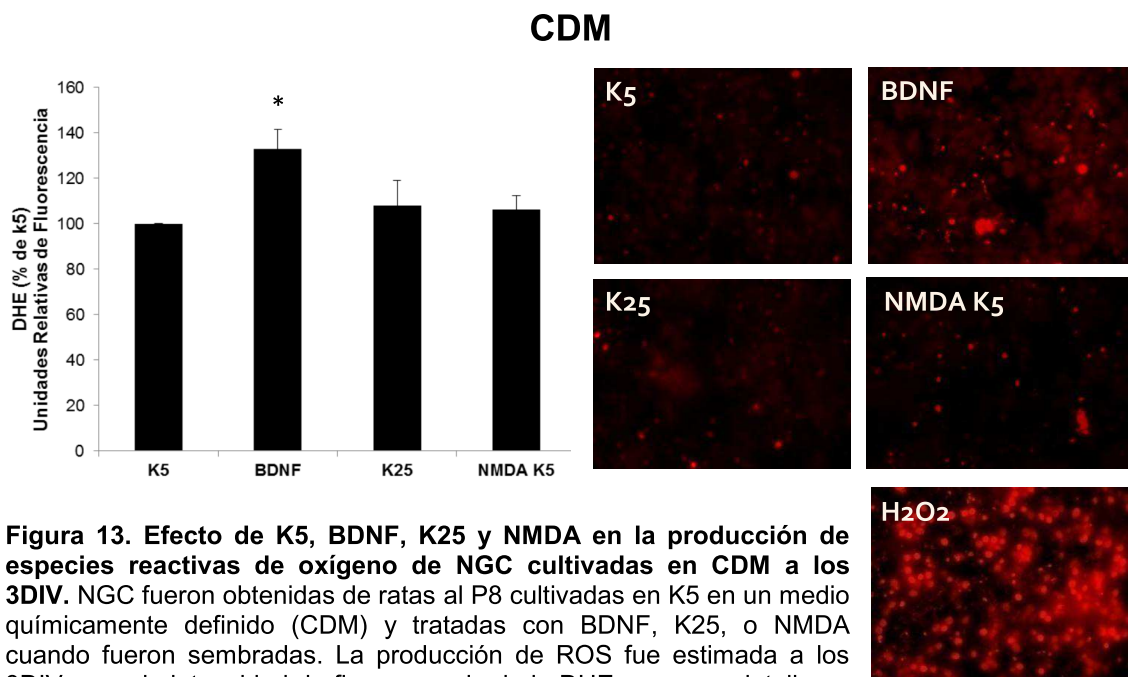 CDM
160
140
120
100
80
60
40
20
0
DHE (% de k5)
Unidades Relativas de Fluorescencia
*
K5
BDNF
K25
NMDA K5
K5
BDNF
K25
NMDA K5
H2O2
Figura 13. Efecto de K5, BDNF, K25 y NMDA en la producción de
especies reactivas de oxígeno de NGC cultivadas en CDM a los
3DIV. NGC fueron obtenidas de ratas al P8 cultivadas en K5 en un medio
químicamente definido (CDM) y tratadas con BDNF, K25, o NMDA
cuando fueron sembradas. La producción de ROS fue estimada a los